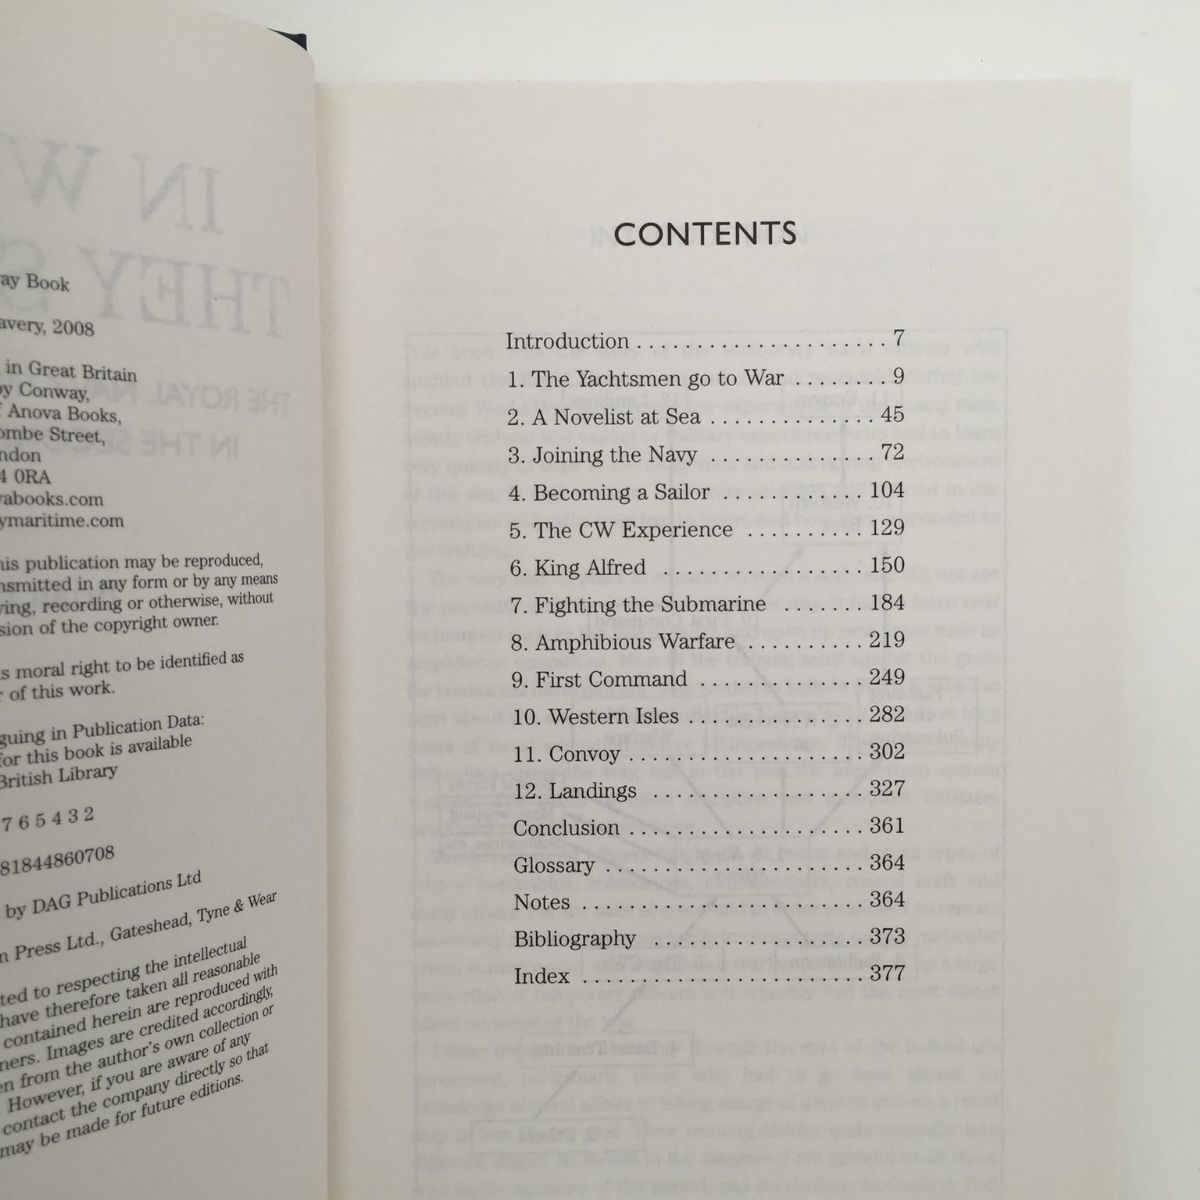 ay Book
avery, 2008
in Great Britain
by Conway,
f Anova Books,
ombe Street,
ndon
4 0RA
vabooks.com
ymaritime.com
his publication may be reproduced,
nsmitted in any form or by any means
ying, recording or otherwise, without
sion of the copyright owner.
s moral right to be identified as
r of this work.
guing in Publication Data:
for this book is available
British Library
7 6 5 4 3 2
81844860708
by DAG Publications Ltd
n Press Ltd., Gateshead, Tyne & Wear
ted to respecting the intellectual
have therefore taken all reasonable
contained herein are reproduced with
ners. Images are credited accordingly,
en from the author's own collection or
. However, if you are aware of any
contact the company directly so that
may be made for future editions.
CONTENTS
Introduction ...................... 7
1. The Yachtsmen go to War ........ 9
2. A Novelist at Sea .............. 45
3. Joining the Navy ............... 72
4. Becoming a Sailor ............ 104
5. The CW Experience .......... 129
6. King Alfred ................. 150
7. Fighting the Submarine ....... 184
8. Amphibious Warfare .......... 219
9. First Command .............. 249
10. Western Isles ............... 282
11. Convoy .................... 302
12. Landings .................. 327
Conclusion .................... 361
Glossary ...................... 364
Notes ........................ 364
Bibliography .................. 373
Index ........................ 377